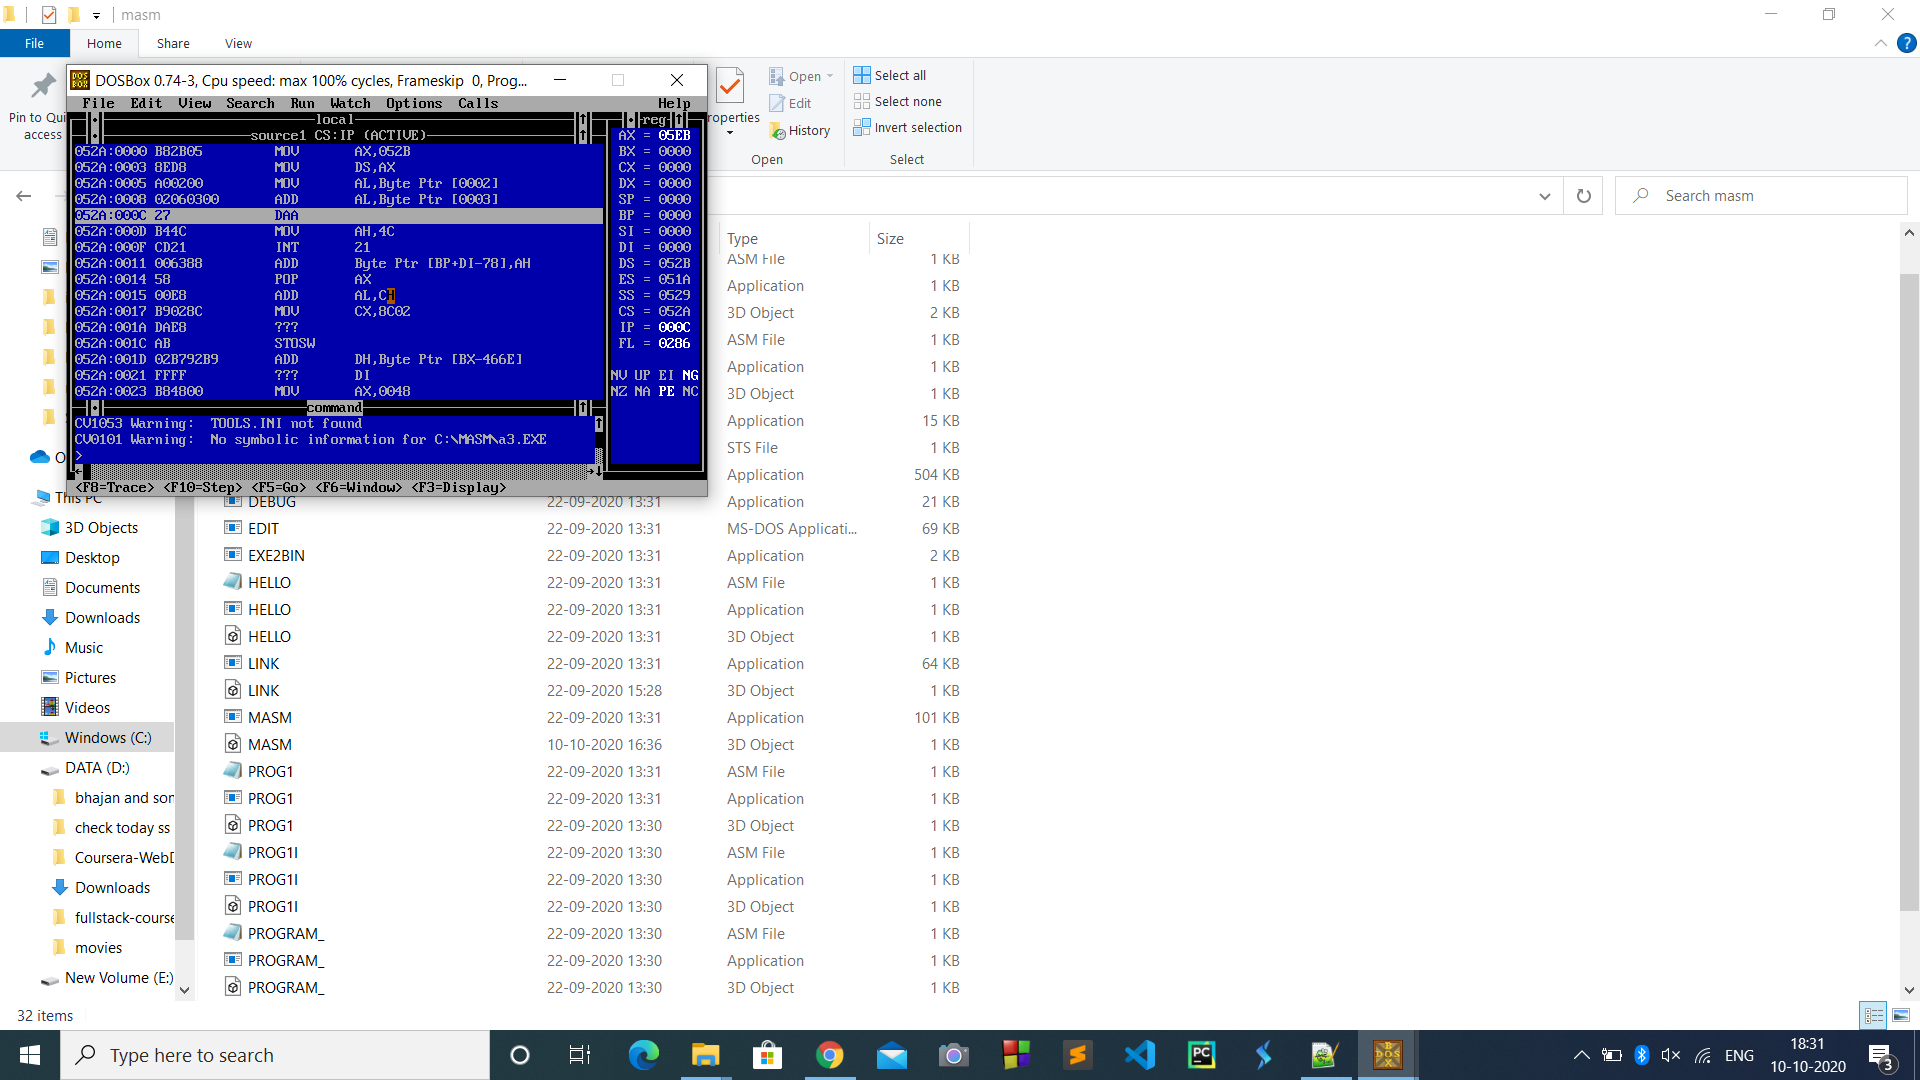 masm
File Home Share View
Pin to Qui
access
roperties
Open
Edit
History
Open
Select all
Select none
Invert selection
Select
DOSBox 0.74-3, Cpu speed: max 100% cycles, Frameskip 0, Prog...
File Edit View Search Run Watch Options Calls Help
local
source1 CS:IP (ACTIVE)
052A:0000 B82B05 MOV AX,052B
052A:0003 8ED8 MOV DS,AX
052A:0005 A00200 MOV AL,Byte Ptr [0002]
052A:0008 02060300 ADD AL,Byte Ptr [0003]
052A:000C 27 DAA
052A:000D B44C MOV AH,4C
052A:000F CD21 INT 21
052A:0011 006388 ADD Byte Ptr [BP+DI-78],AH
052A:0014 58 POP AX
052A:0015 00E8 ADD AL,CH
052A:0017 B9028C MOV CX,8C02
052A:001A DAE8 ???
052A:001C AB STOSW
052A:001D 02B792B9 ADD DH,Byte Ptr [BX-466E]
052A:0021 FFFF ??? DI
052A:0023 B84800 MOV AX,0048
reg
AX = 05EB
BX = 0000
CX = 0000
DX = 0000
SP = 0000
BP = 0000
SI = 0000
DI = 0000
DS = 052B
ES = 051A
SS = 0529
CS = 052A
IP = 000C
FL = 0286
NV UP EI NG
NZ NA PE NC
command
CV1053 Warning: TOOLS.INI not found
CV0101 Warning: No symbolic information for C:\MASM\a3.EXE
>
<F8=Trace> <F10=Step> <F5=Go> <F6=Window> <F3=Display>
Search masm
Type Size
ASM File 1 KB
Application 1 KB
3D Object 2 KB
ASM File 1 KB
Application 1 KB
3D Object 1 KB
Application 15 KB
STS File 1 KB
Application 504 KB
DEBUG 22-09-2020 13:31 Application 21 KB
EDIT 22-09-2020 13:31 MS-DOS Applicati... 69 KB
EXE2BIN 22-09-2020 13:31 Application 2 KB
HELLO 22-09-2020 13:31 ASM File 1 KB
HELLO 22-09-2020 13:31 Application 1 KB
HELLO 22-09-2020 13:31 3D Object 1 KB
LINK 22-09-2020 13:31 Application 64 KB
LINK 22-09-2020 15:28 3D Object 1 KB
MASM 22-09-2020 13:31 Application 101 KB
MASM 10-10-2020 16:36 3D Object 1 KB
PROG1 22-09-2020 13:31 ASM File 1 KB
PROG1 22-09-2020 13:31 Application 1 KB
PROG1 22-09-2020 13:30 3D Object 1 KB
PROG1I 22-09-2020 13:30 ASM File 1 KB
PROG1I 22-09-2020 13:30 Application 1 KB
PROG1I 22-09-2020 13:30 3D Object 1 KB
PROGRAM_ 22-09-2020 13:30 ASM File 1 KB
PROGRAM_ 22-09-2020 13:30 Application 1 KB
PROGRAM_ 22-09-2020 13:30 3D Object 1 KB
O
This PC
3D Objects
Desktop
Documents
Downloads
Music
Pictures
Videos
Windows (C:)
DATA (D:)
bhajan and son
check today ss
Coursera-WebD
Downloads
fullstack-course
movies
New Volume (E:)
32 items
Type here to search
ENG
18:31
10-10-2020
3